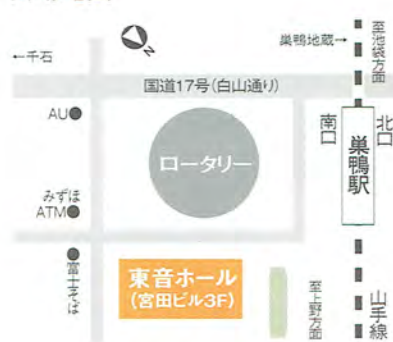 N
巣鴨地蔵→
至池袋方面
←千石
国道17号(白山通り)
AU●
南口
北口
巣鴨駅
ロータリー
みずほ
ATM●
●富士そば
東音ホール
(宮田ビル3F)
至上野方面
山手線